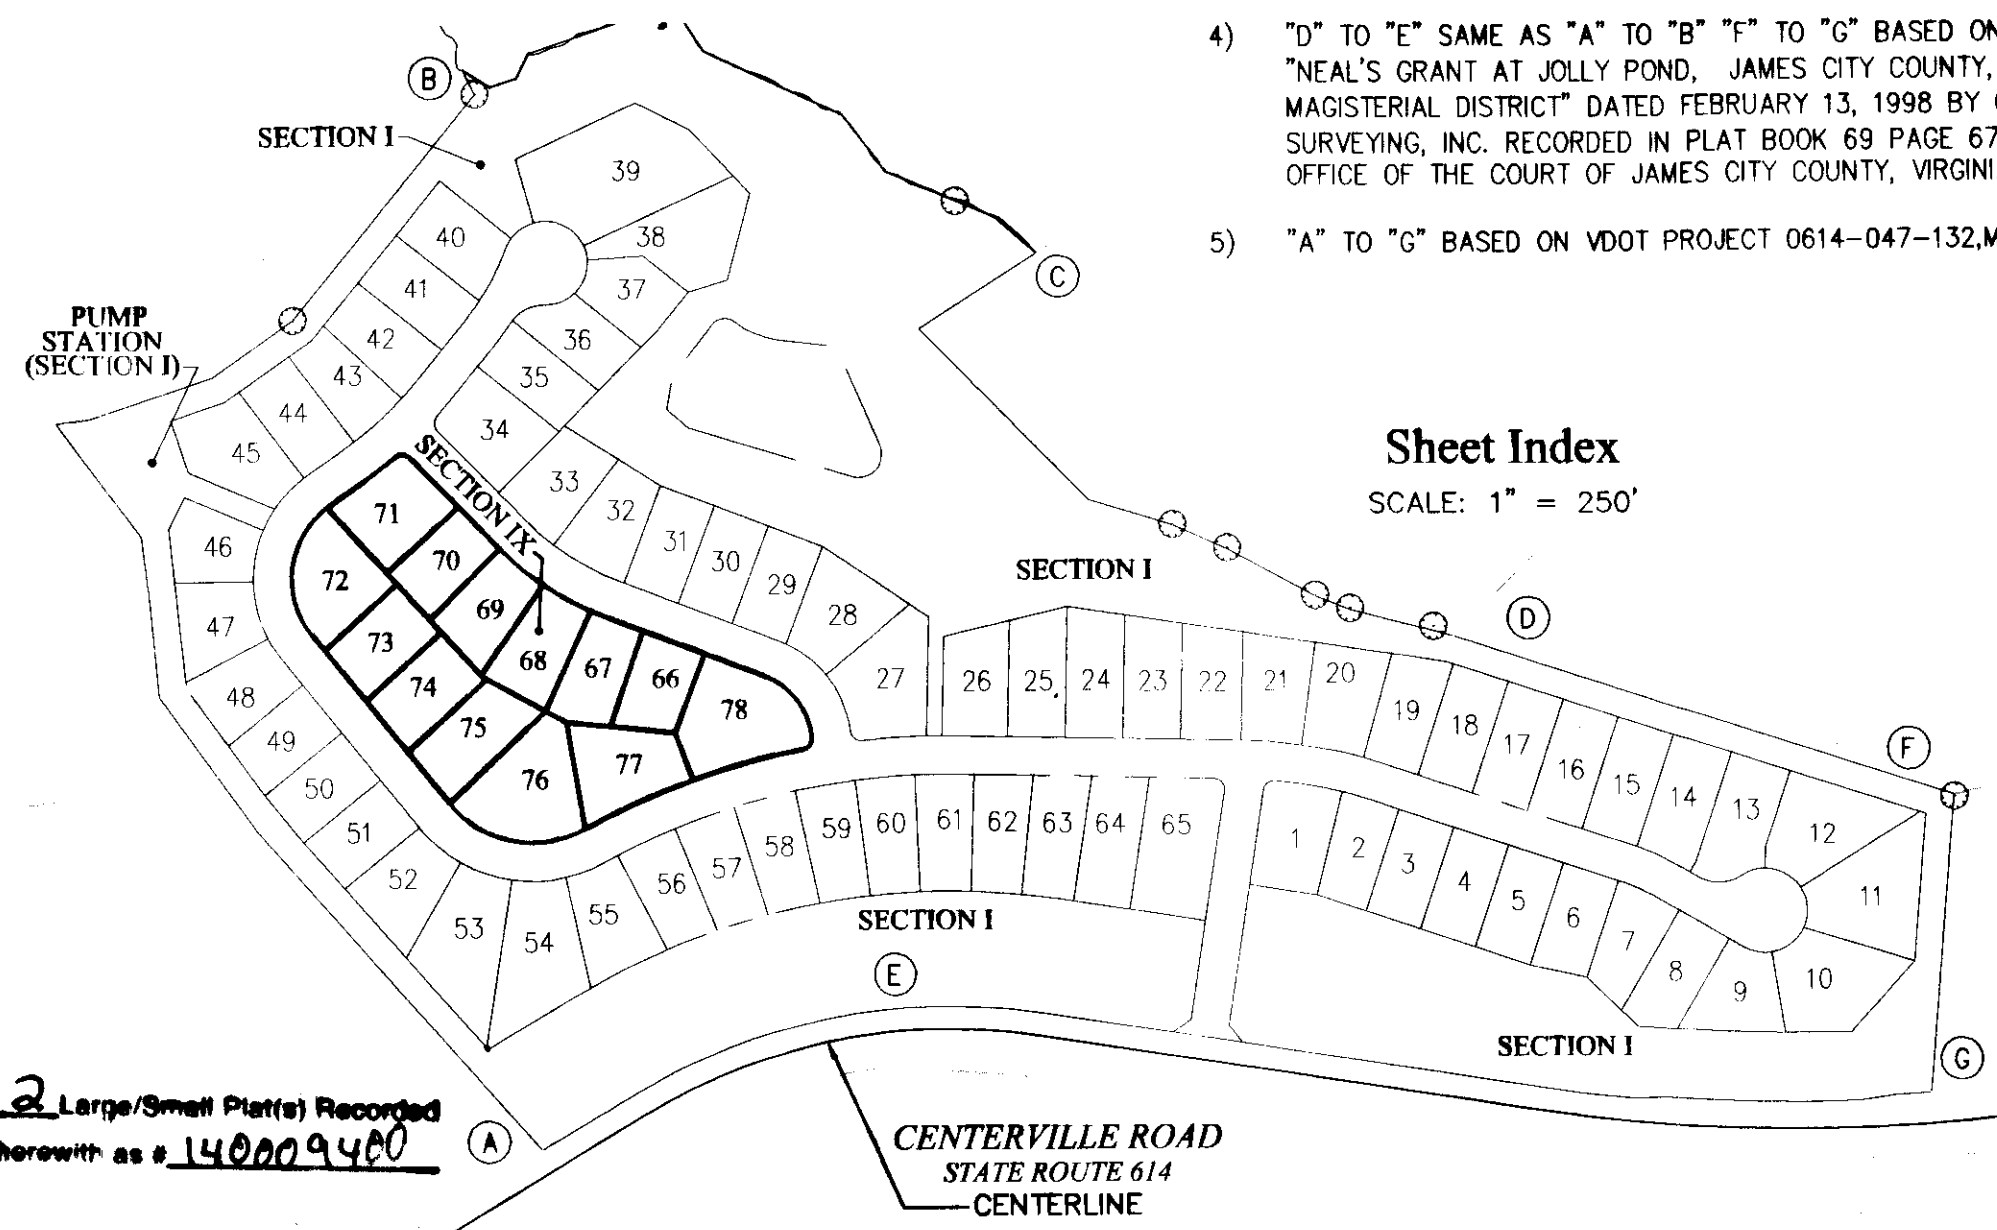 4) "D" TO "E" SAME AS "A" TO "B" "F" TO "G" BASED ON
"NEAL'S GRANT AT JOLLY POND, JAMES CITY COUNTY,
MAGISTERIAL DISTRICT" DATED FEBRUARY 13, 1998 BY
SURVEYING, INC. RECORDED IN PLAT BOOK 69 PAGE 67
OFFICE OF THE COURT OF JAMES CITY COUNTY, VIRGINI
5) "A" TO "G" BASED ON VDOT PROJECT 0614-047-132,M
Sheet Index
SCALE: 1" = 250'
B
SECTION I
39
38
40
41
37
C
PUMP
STATION
(SECTION I)
42
36
43
35
44
34
45
SECTION IX
33
32
31
30
29
28
27
46
47
71
70
72
69
73
68
67
66
74
78
75
77
76
SECTION I
D
26
25
24
23
22
21
20
19
18
17
16
15
14
13
12
11
10
F
48
49
50
51
52
53
54
55
56
57
58
59
60
61
62
63
64
65
1
2
3
4
5
6
7
8
9
SECTION I
E
SECTION I
G
2 Large/Small Plat(s) Recorded
herewith as # 140009400
A
CENTERVILLE ROAD
STATE ROUTE 614
CENTERLINE